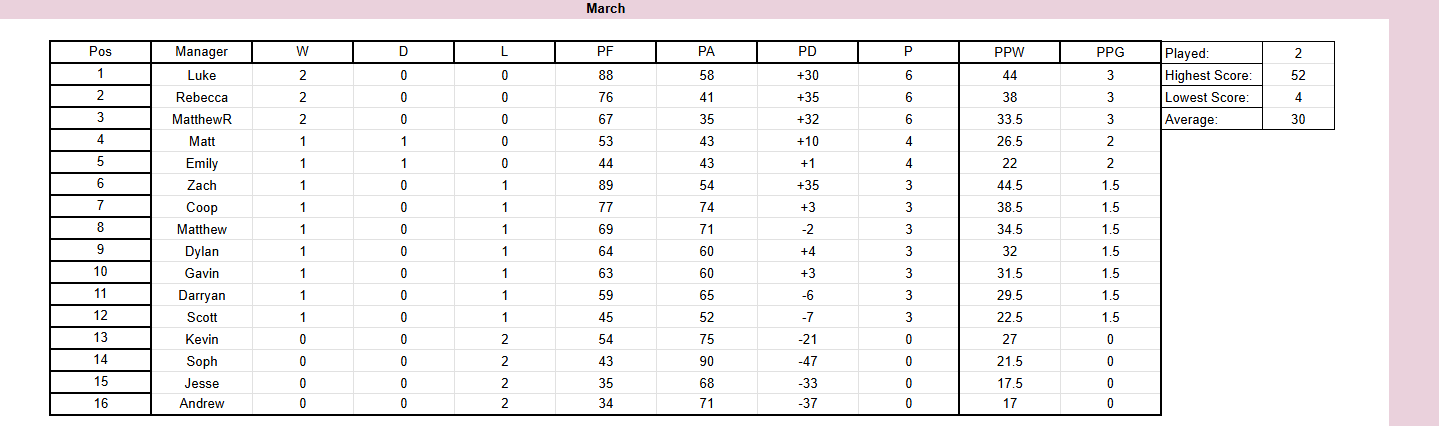 March
Pos Manager W D L PF PA PD P PPW PPG Played: 2
1 Luke 2 0 0 88 58 +30 6 44 3 Highest Score: 52
2 Rebecca 2 0 0 76 41 +35 6 38 3 Lowest Score: 4
3 MatthewR 2 0 0 67 35 +32 6 33.5 3 Average: 30
4 Matt 1 1 0 53 43 +10 4 26.5 2
5 Emily 1 1 0 44 43 +1 4 22 2
6 Zach 1 0 1 89 54 +35 3 44.5 1.5
7 Coop 1 0 1 77 74 +3 3 38.5 1.5
8 Matthew 1 0 1 69 71 -2 3 34.5 1.5
9 Dylan 1 0 1 64 60 +4 3 32 1.5
10 Gavin 1 0 1 63 60 +3 3 31.5 1.5
11 Darryan 1 0 1 59 65 -6 3 29.5 1.5
12 Scott 1 0 1 45 52 -7 3 22.5 1.5
13 Kevin 0 0 2 54 75 -21 0 27 0
14 Soph 0 0 2 43 90 -47 0 21.5 0
15 Jesse 0 0 2 35 68 -33 0 17.5 0
16 Andrew 0 0 2 34 71 -37 0 17 0